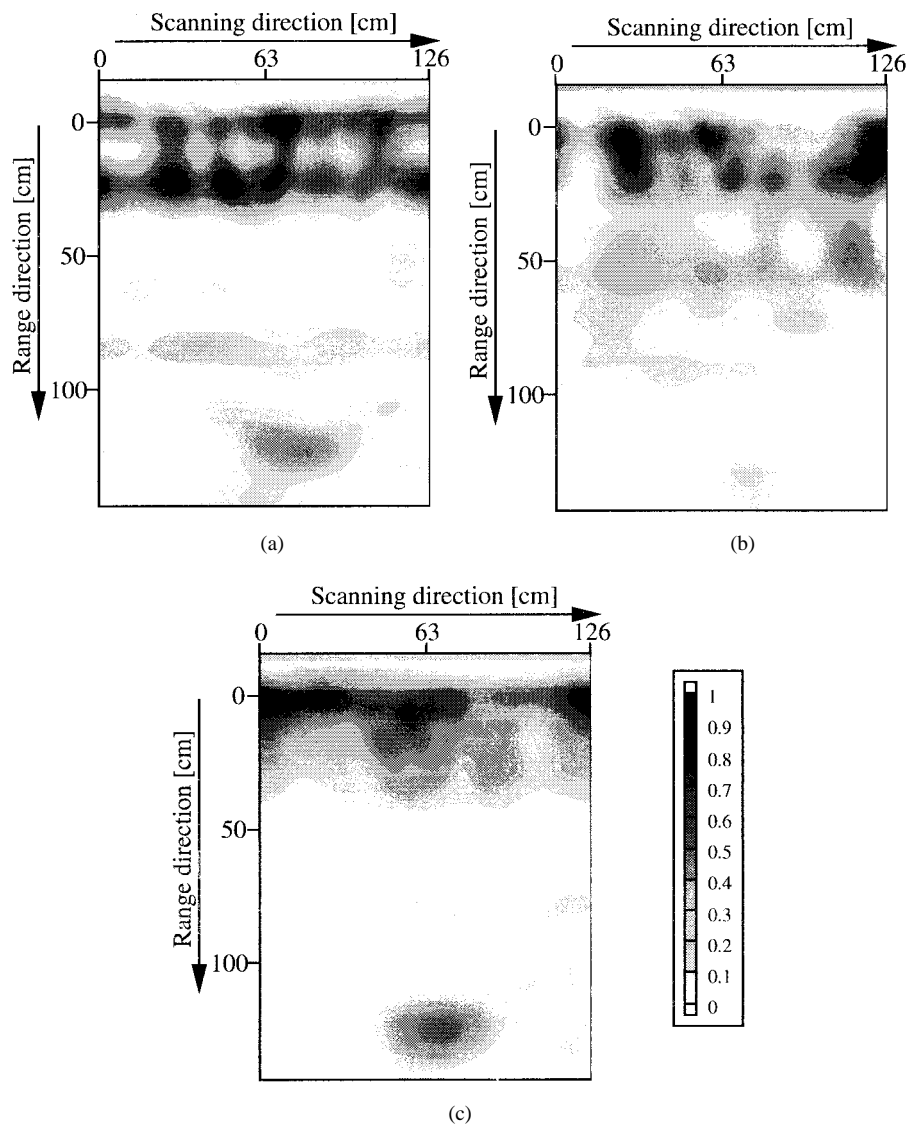 Scanning direction [cm]
0 63 126
Range direction [cm]
0
50
100
(a)
Scanning direction [cm]
0 63 126
Range direction [cm]
0
50
100
(b)
Scanning direction [cm]
0 63 126
Range direction [cm]
0
50
100
(c)
1
0.9
0.8
0.7
0.6
0.5
0.4
0.3
0.2
0.1
0